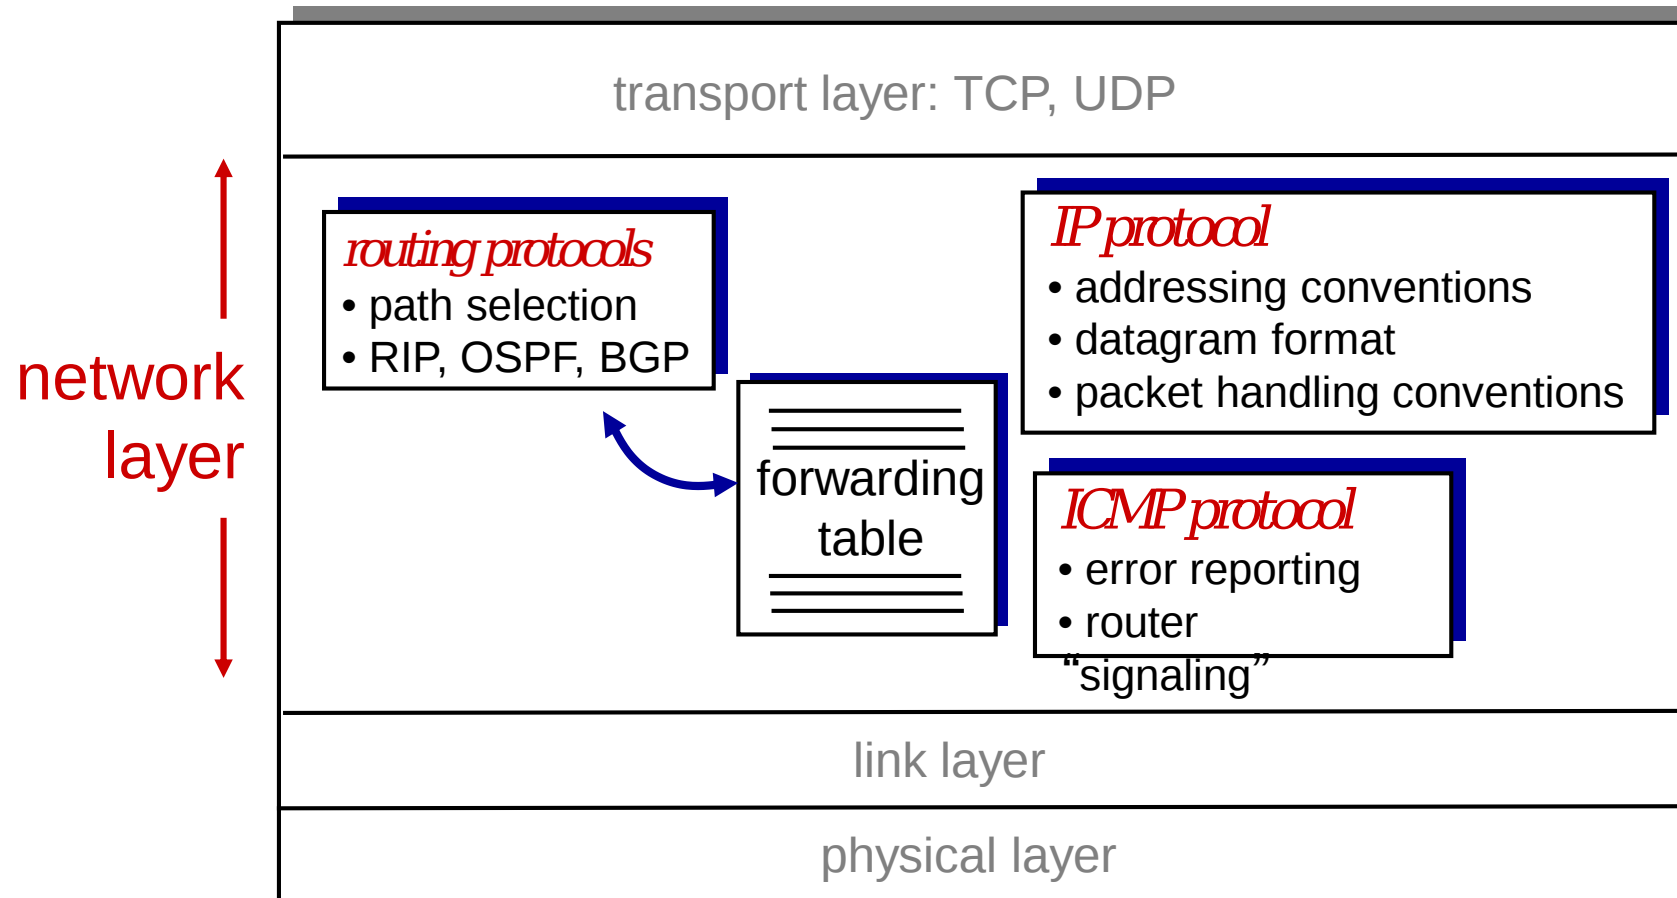 transport layer: TCP, UDP
network
layer
routing protocols
• path selection
• RIP, OSPF, BGP
forwarding
table
IP protocol
• addressing conventions
• datagram format
• packet handling conventions
ICMP protocol
• error reporting
• router
“signaling”
link layer
physical layer